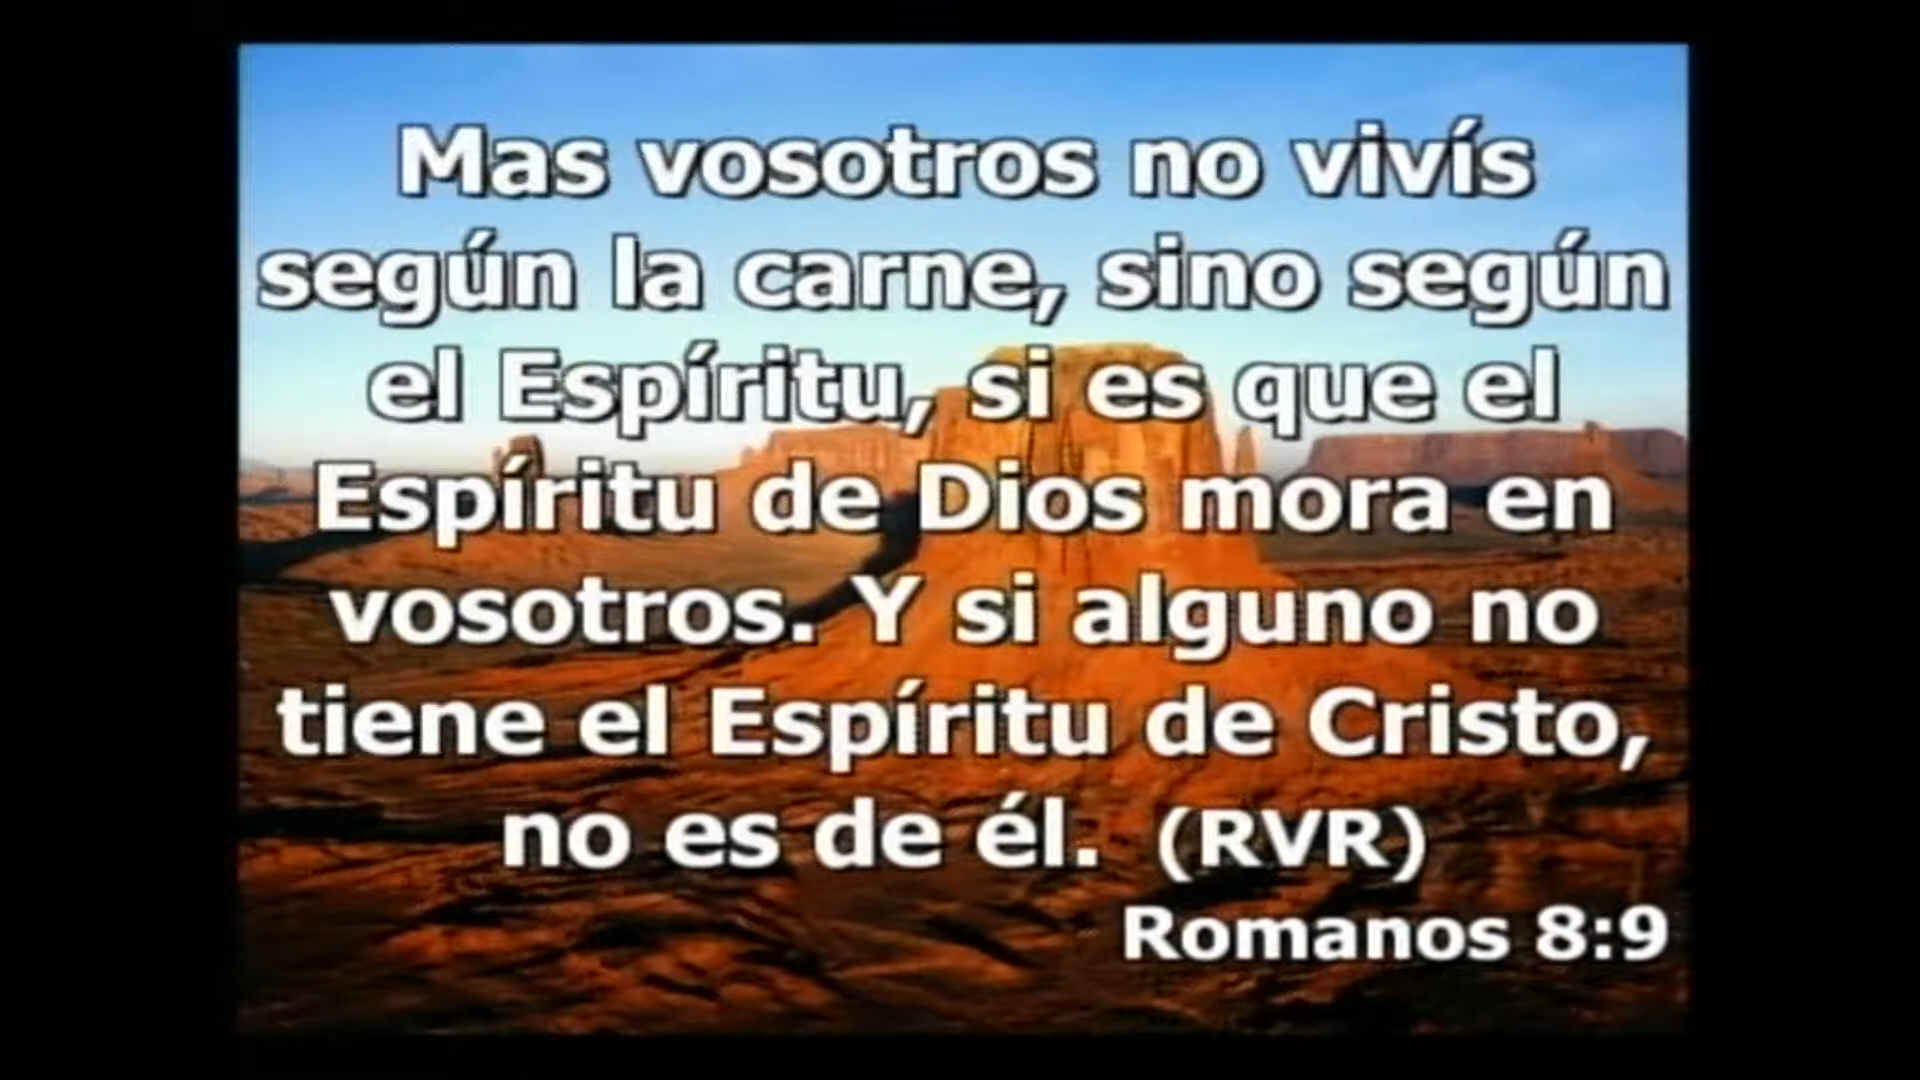 Mas vosotros no vivís
según la carne, sino según
el Espíritu, si es que el
Espíritu de Dios mora en
vosotros. Y si alguno no
tiene el Espíritu de Cristo,
no es de él. (RVR)
Romanos 8:9